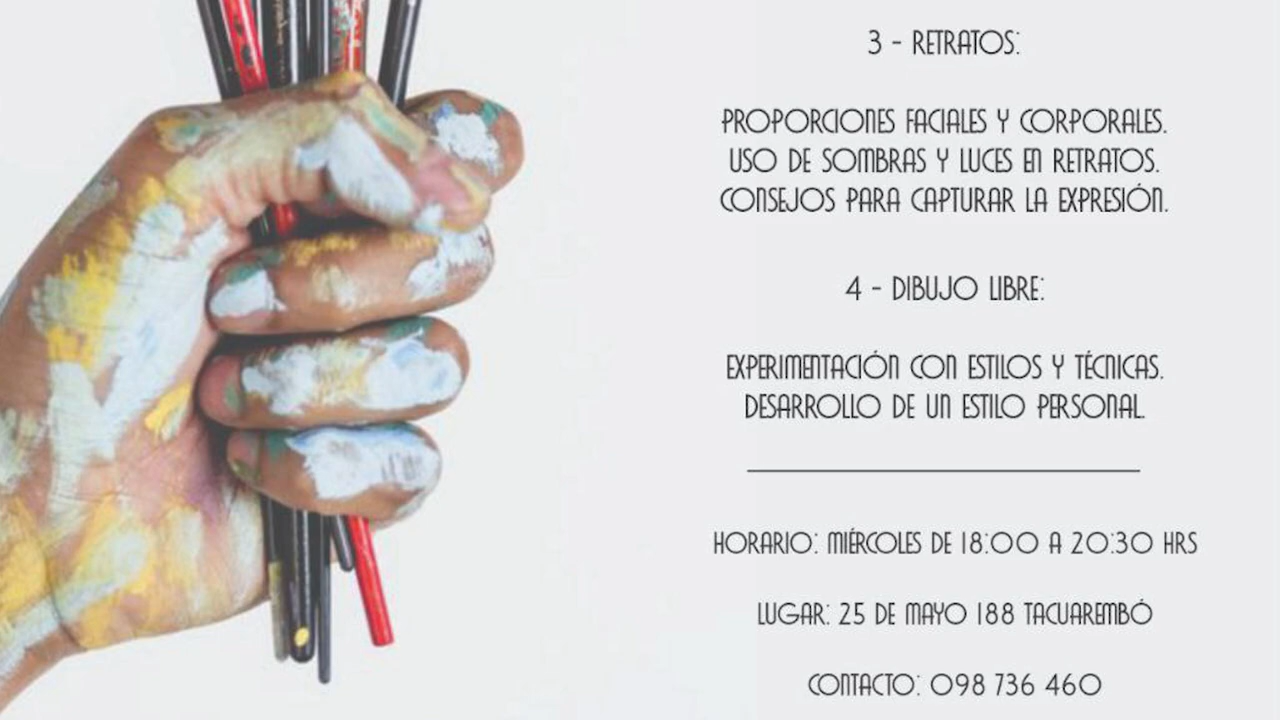 3 - RETRATOS:
PROPORCIONES FACIALES Y CORPORALES.
USO DE SOMBRAS Y LUCES EN RETRATOS.
CONSEJOS PARA CAPTURAR LA EXPRESIÓN.
4 - DIBUJO LIBRE:
EXPERIMENTACIÓN CON ESTILOS Y TÉCNICAS.
DESARROLLO DE UN ESTILO PERSONAL.
HORARIO: MIÉRCOLES DE 18:00 A 20:30 HRS
LUGAR: 25 DE MAYO 188 TACUAREMBÓ
CONTACTO: 098 736 460